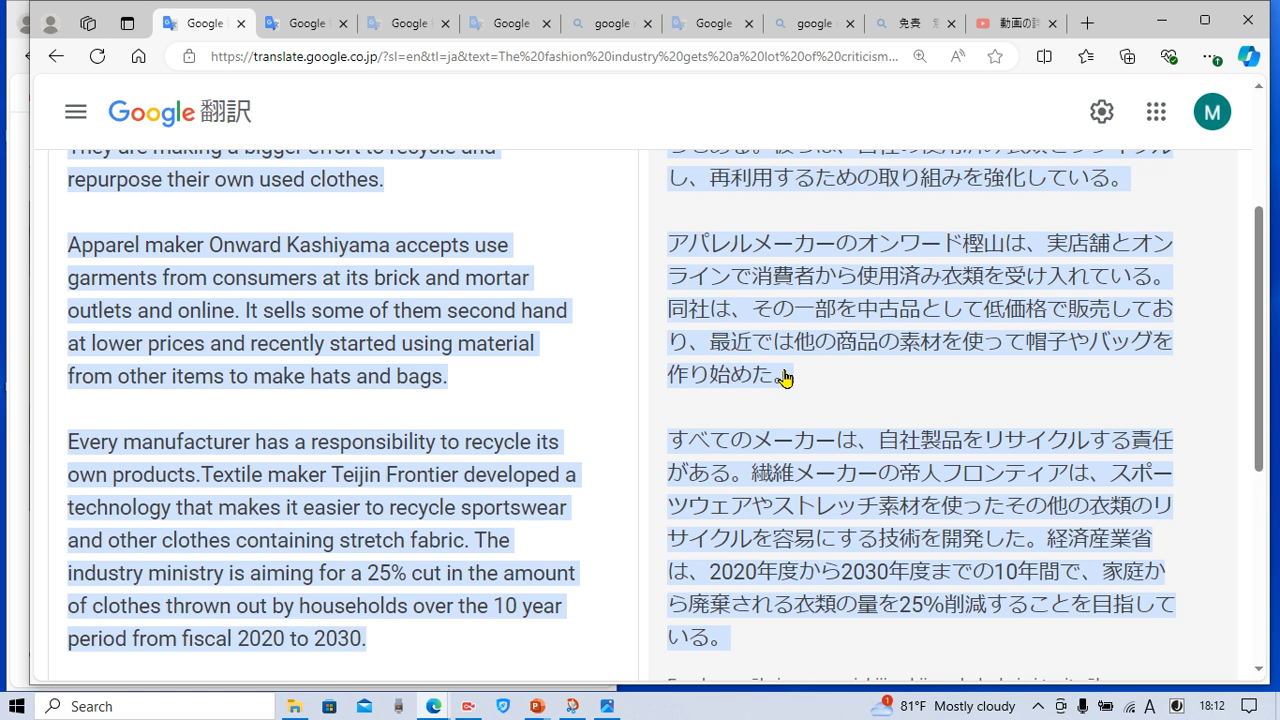 Google
Google
Google
Google
google
Google
google
免責
動画の
https://translate.google.co.jp/?sl=en&tl=ja&text=The%20fashion%20industry%20gets%20a%20lot%20of%20criticism...
Google 翻訳
M
They are making a bigger effort to recycle and
repurpose their own used clothes.
Apparel maker Onward Kashiyama accepts use
garments from consumers at its brick and mortar
outlets and online. It sells some of them second hand
at lower prices and recently started using material
from other items to make hats and bags.
Every manufacturer has a responsibility to recycle its
own products.Textile maker Teijin Frontier developed a
technology that makes it easier to recycle sportswear
and other clothes containing stretch fabric. The
industry ministry is aiming for a 25% cut in the amount
of clothes thrown out by households over the 10 year
period from fiscal 2020 to 2030.
し、再利用するための取り組みを強化している。
アパレルメーカーのオンワード樫山は、実店舗とオン
ラインで消費者から使用済み衣類を受け入れている。
同社は、その一部を中古品として低価格で販売してお
り、最近では他の商品の素材を使って帽子やバッグを
作り始めた。
すべてのメーカーは、自社製品をリサイクルする責任
がある。繊維メーカーの帝人フロンティアは、スポー
ツウェアやストレッチ素材を使ったその他の衣類のリ
サイクルを容易にする技術を開発した。経済産業省
は、2020年度から2030年度までの10年間で、家庭か
ら廃棄される衣類の量を25％削減することを目指して
いる。
Search
81°F Mostly cloudy
A
18:12